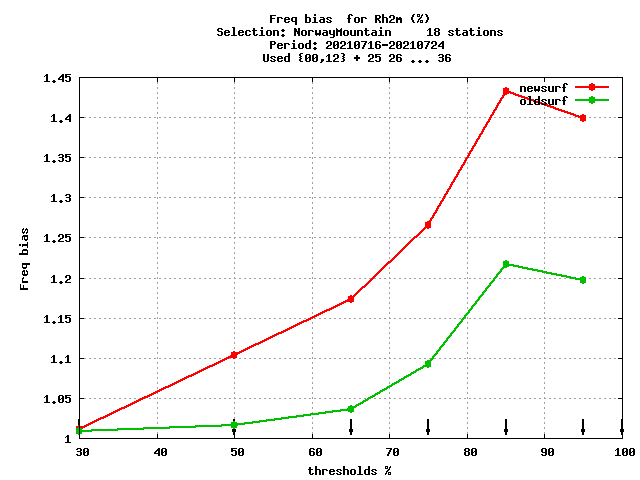 Freq bias  for Rh2m (%)
Selection: NorwayMountain     18 stations
Period: 20210716-20210724
Used {00,12} + 25 26 ... 36
1.45
1.4
1.35
1.3
1.25
1.2
1.15
1.1
1.05
1
Freq bias
newsurf
oldsurf
30 40 50 60 70 80 90 100
thresholds %